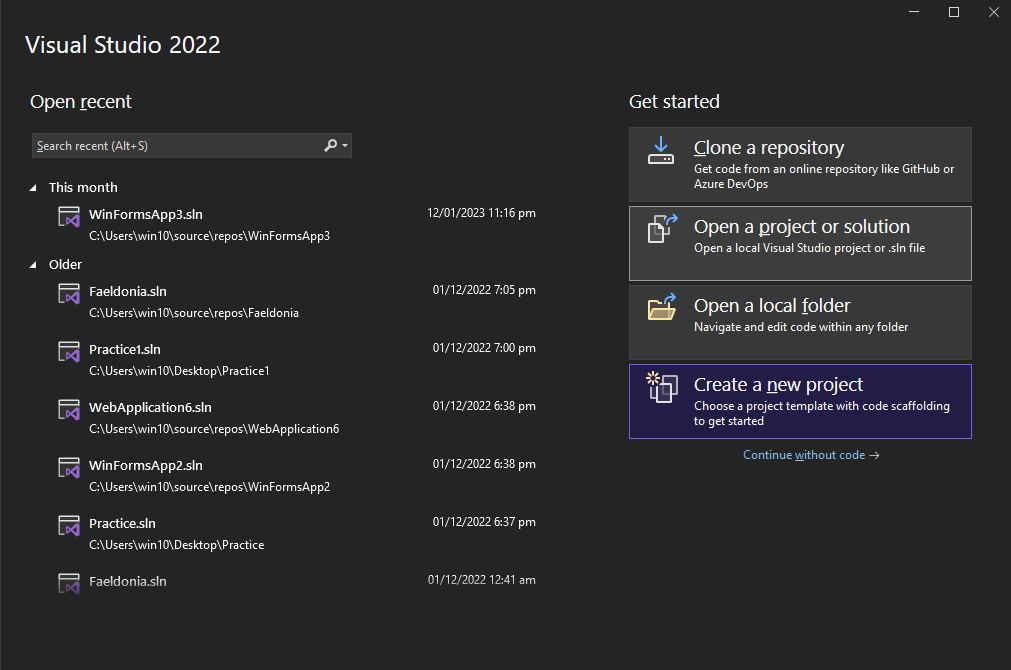 Visual Studio 2022
Open recent
Search recent (Alt+S)
This month
WinFormsApp3.sln 12/01/2023 11:16 pm
C:\Users\win10\source\repos\WinFormsApp3
Older
Faeldonia.sln 01/12/2022 7:05 pm
C:\Users\win10\source\repos\Faeldonia
Practice1.sln 01/12/2022 7:00 pm
C:\Users\win10\Desktop\Practice1
WebApplication6.sln 01/12/2022 6:38 pm
C:\Users\win10\source\repos\WebApplication6
WinFormsApp2.sln 01/12/2022 6:38 pm
C:\Users\win10\source\repos\WinFormsApp2
Practice.sln 01/12/2022 6:37 pm
C:\Users\win10\Desktop\Practice
Faeldonia.sln 01/12/2022 12:41 am
Get started
Clone a repository
Get code from an online repository like GitHub or
Azure DevOps
Open a project or solution
Open a local Visual Studio project or .sln file
Open a local folder
Navigate and edit code within any folder
Create a new project
Choose a project template with code scaffolding
to get started
Continue without code →